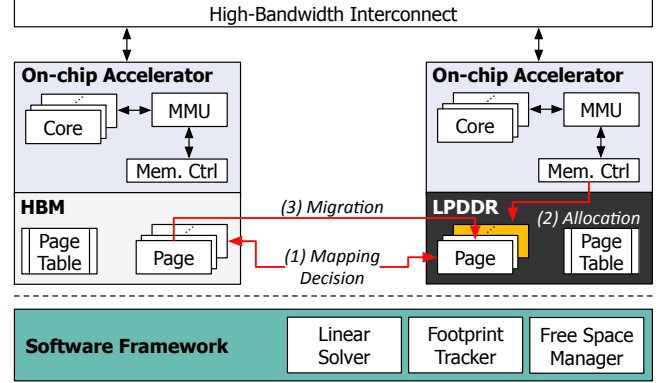 High-Bandwidth Interconnect
On-chip Accelerator
Core
MMU
Mem. Ctrl
HBM
Page
Table
Page
On-chip Accelerator
Core
MMU
Mem. Ctrl
LPDDR
Page
Page
Table
(3) Migration
(2) Allocation
(1) Mapping
Decision
Software Framework
Linear
Solver
Footprint
Tracker
Free Space
Manager